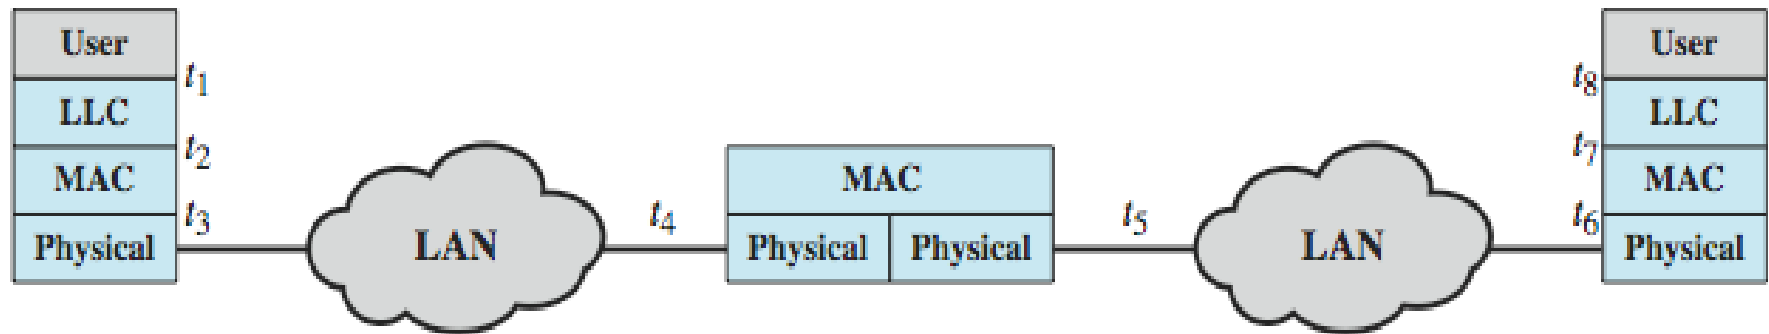 User
t1
LLC
t2
MAC
t3
Physical
LAN
t4
MAC
Physical Physical
t5
LAN
User
t8
LLC
t7
MAC
t6
Physical